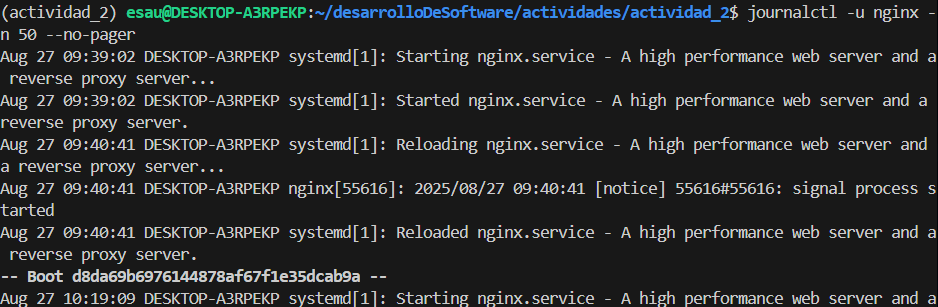 (actividad_2) esau@DESKTOP-A3RPEKP:~/desarrolloDeSoftware/actividades/actividad_2$ journalctl -u nginx -
n 50 --no-pager
Aug 27 09:39:02 DESKTOP-A3RPEKP systemd[1]: Starting nginx.service - A high performance web server and a
 reverse proxy server...
Aug 27 09:39:02 DESKTOP-A3RPEKP systemd[1]: Started nginx.service - A high performance web server and a
reverse proxy server.
Aug 27 09:40:41 DESKTOP-A3RPEKP systemd[1]: Reloading nginx.service - A high performance web server and
a reverse proxy server...
Aug 27 09:40:41 DESKTOP-A3RPEKP nginx[55616]: 2025/08/27 09:40:41 [notice] 55616#55616: signal process s
tarted
Aug 27 09:40:41 DESKTOP-A3RPEKP systemd[1]: Reloaded nginx.service - A high performance web server and a
 reverse proxy server.
-- Boot d8da69b6976144878af67f1e35dcab9a --
Aug 27 10:19:09 DESKTOP-A3RPEKP systemd[1]: Starting nginx.service - A high performance web server and a